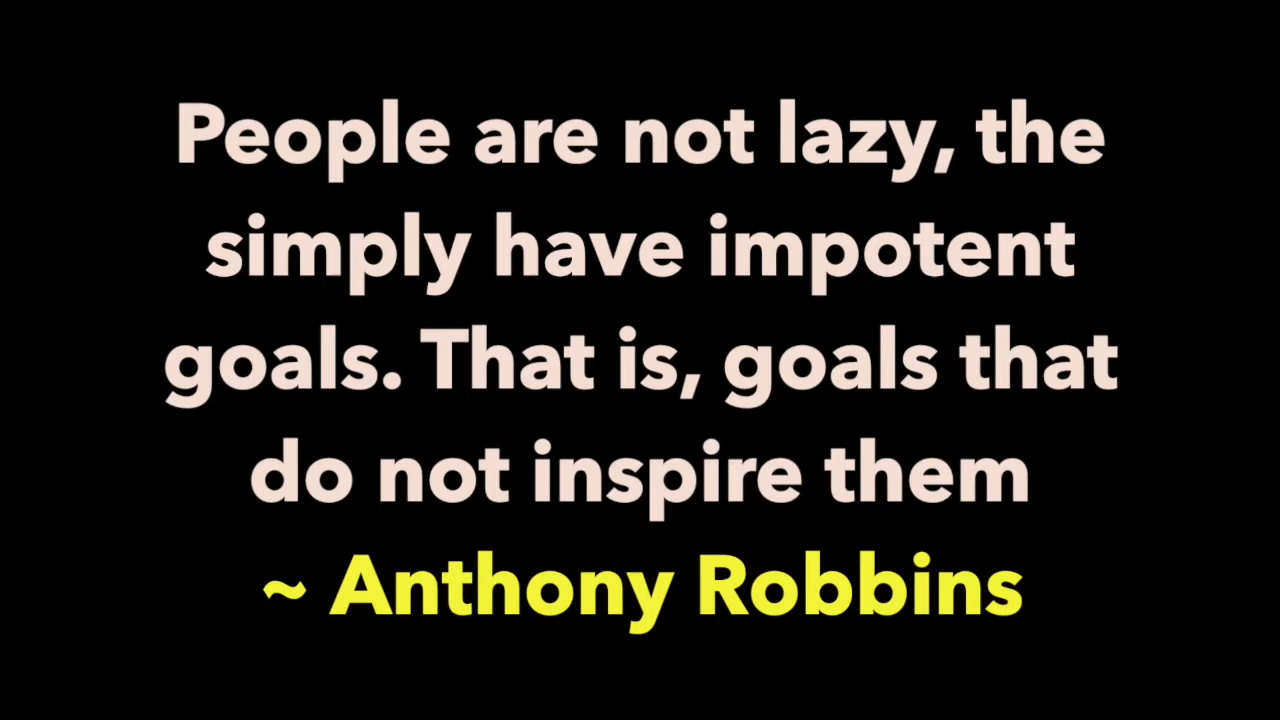 People are not lazy, the
simply have impotent
goals. That is, goals that
do not inspire them
~ Anthony Robbins